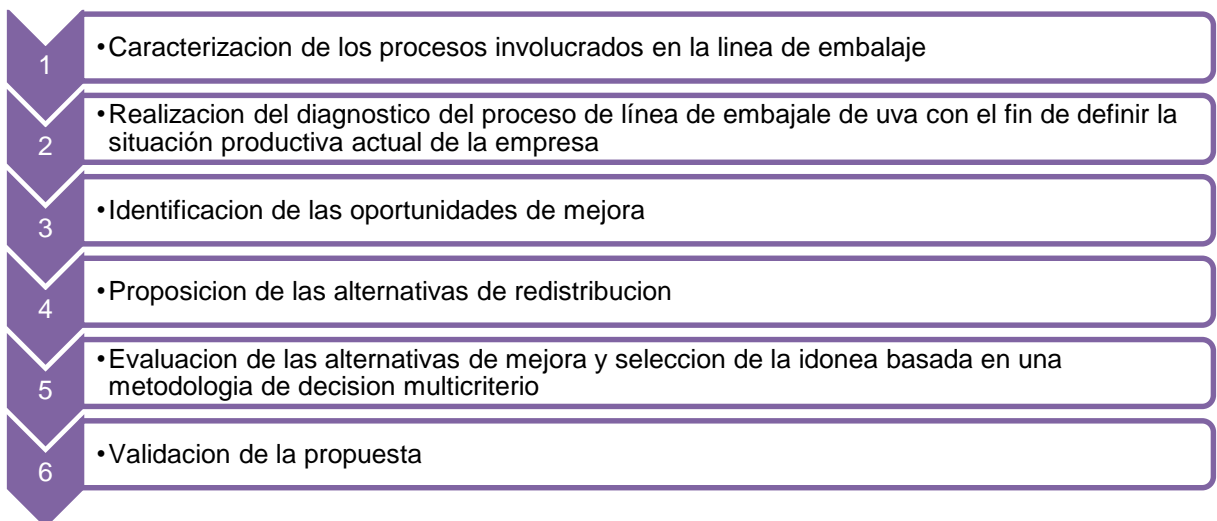 1
•Caracterizacion de los procesos involucrados en la linea de embalaje
2
•Realizacion del diagnostico del proceso de línea de embajale de uva con el fin de definir la
situación productiva actual de la empresa
3
•Identificacion de las oportunidades de mejora
4
•Proposicion de las alternativas de redistribucion
5
•Evaluacion de las alternativas de mejora y seleccion de la idonea basada en una
metodologia de decision multicriterio
6
•Validacion de la propuesta